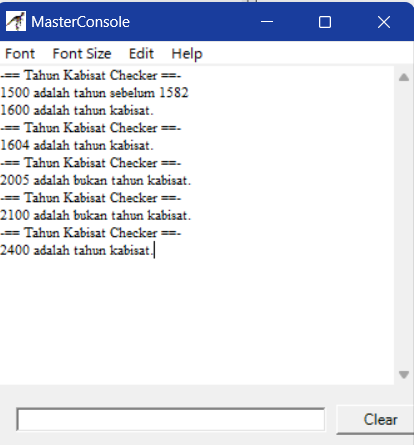 MasterConsole
Font Font Size Edit Help
-== Tahun Kabisat Checker ==-
1500 adalah tahun sebelum 1582
1600 adalah tahun kabisat.
-== Tahun Kabisat Checker ==-
1604 adalah tahun kabisat.
-== Tahun Kabisat Checker ==-
2005 adalah bukan tahun kabisat.
-== Tahun Kabisat Checker ==-
2100 adalah bukan tahun kabisat.
-== Tahun Kabisat Checker ==-
2400 adalah tahun kabisat.
Clear